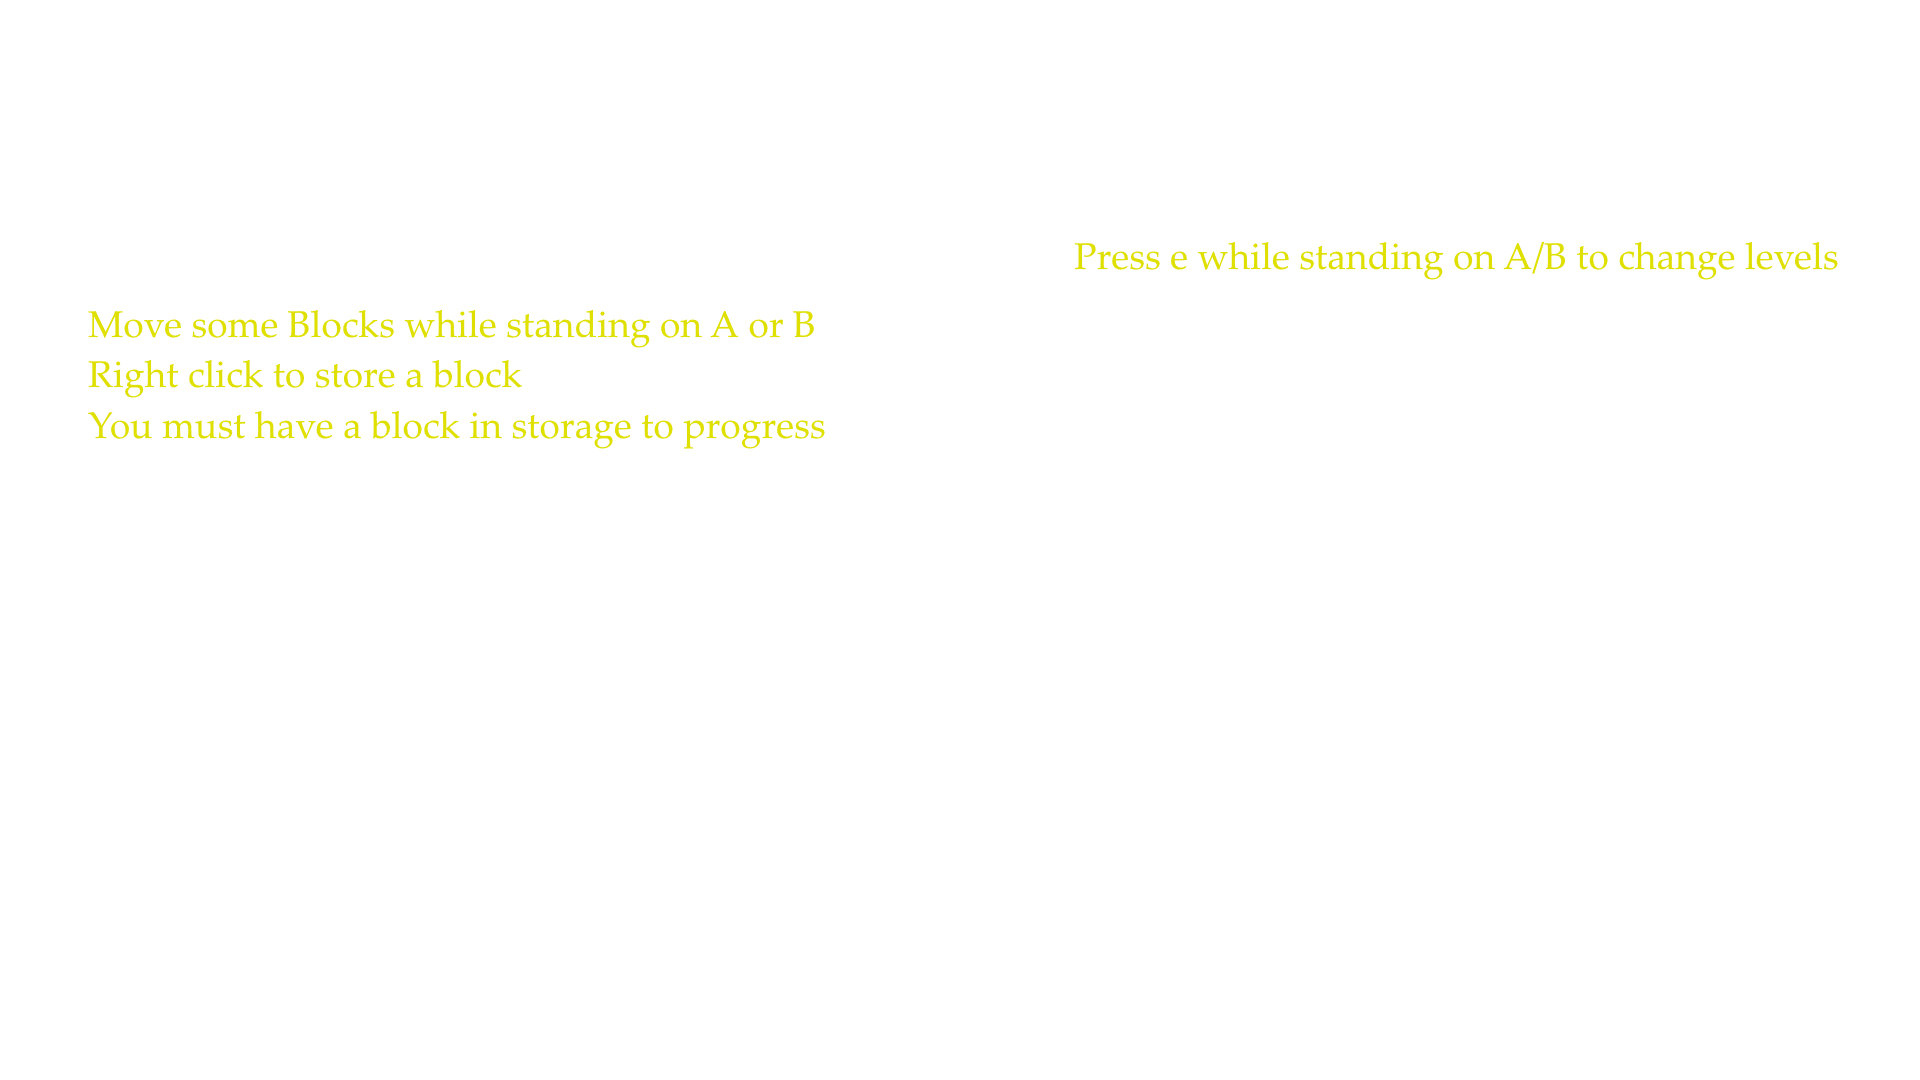 Press e while standing on A/B to change levels
Move some Blocks while standing on A or B
Right click to store a block
You must have a block in storage to progress